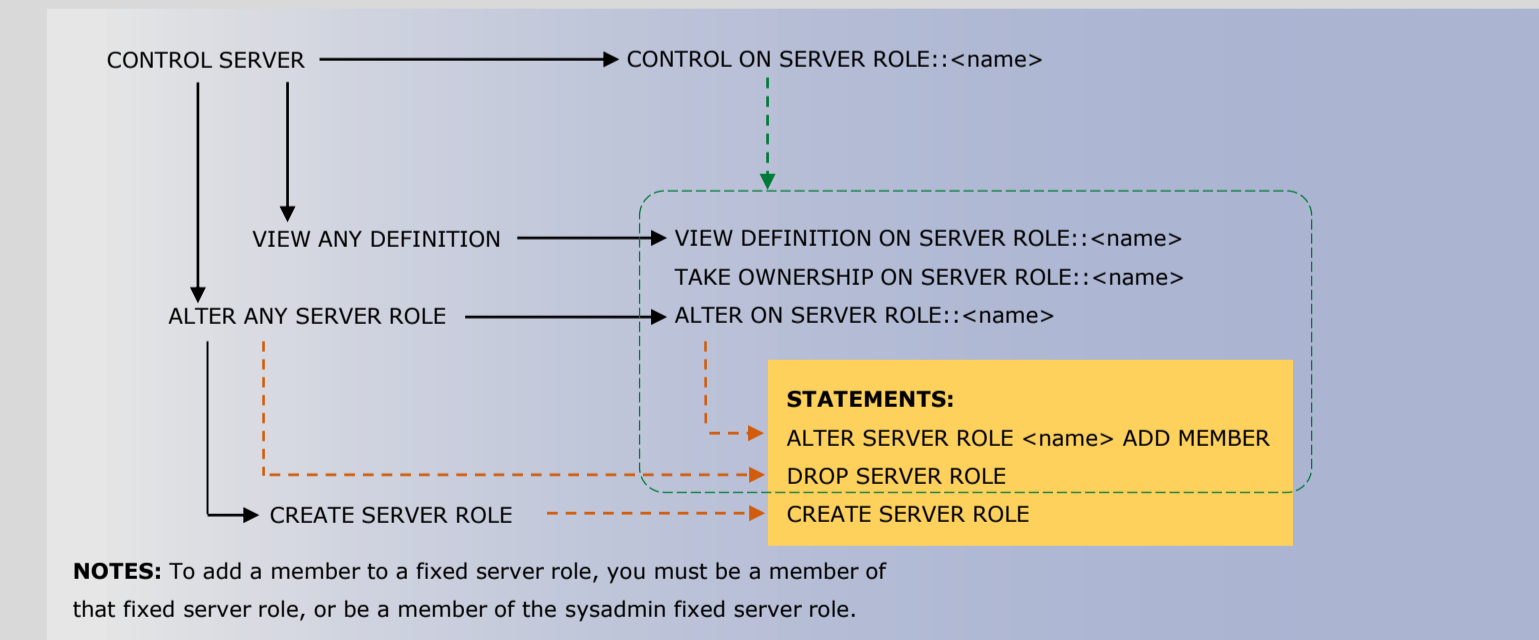 CONTROL SERVER
CONTROL ON SERVER ROLE::<name>
VIEW ANY DEFINITION
VIEW DEFINITION ON SERVER ROLE::<name>
TAKE OWNERSHIP ON SERVER ROLE::<name>
ALTER ANY SERVER ROLE
ALTER ON SERVER ROLE::<name>
STATEMENTS:
ALTER SERVER ROLE <name> ADD MEMBER
DROP SERVER ROLE
CREATE SERVER ROLE
CREATE SERVER ROLE
NOTES: To add a member to a fixed server role, you must be a member of
that fixed server role, or be a member of the sysadmin fixed server role.